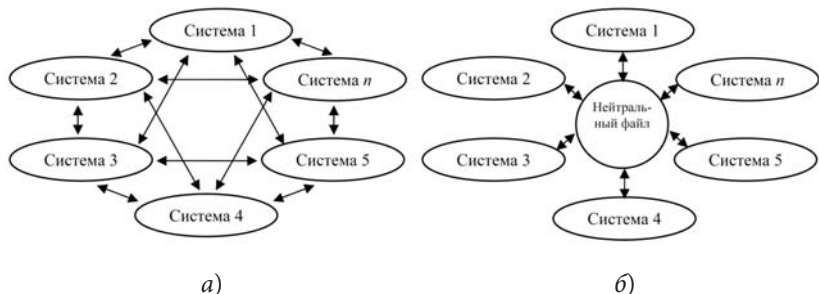 Система 1
Система 2
Система n
Система 3
Система 5
Система 4
а)
Система 1
Система 2
Система n
Нейтраль-
ный файл
Система 3
Система 5
Система 4
б)